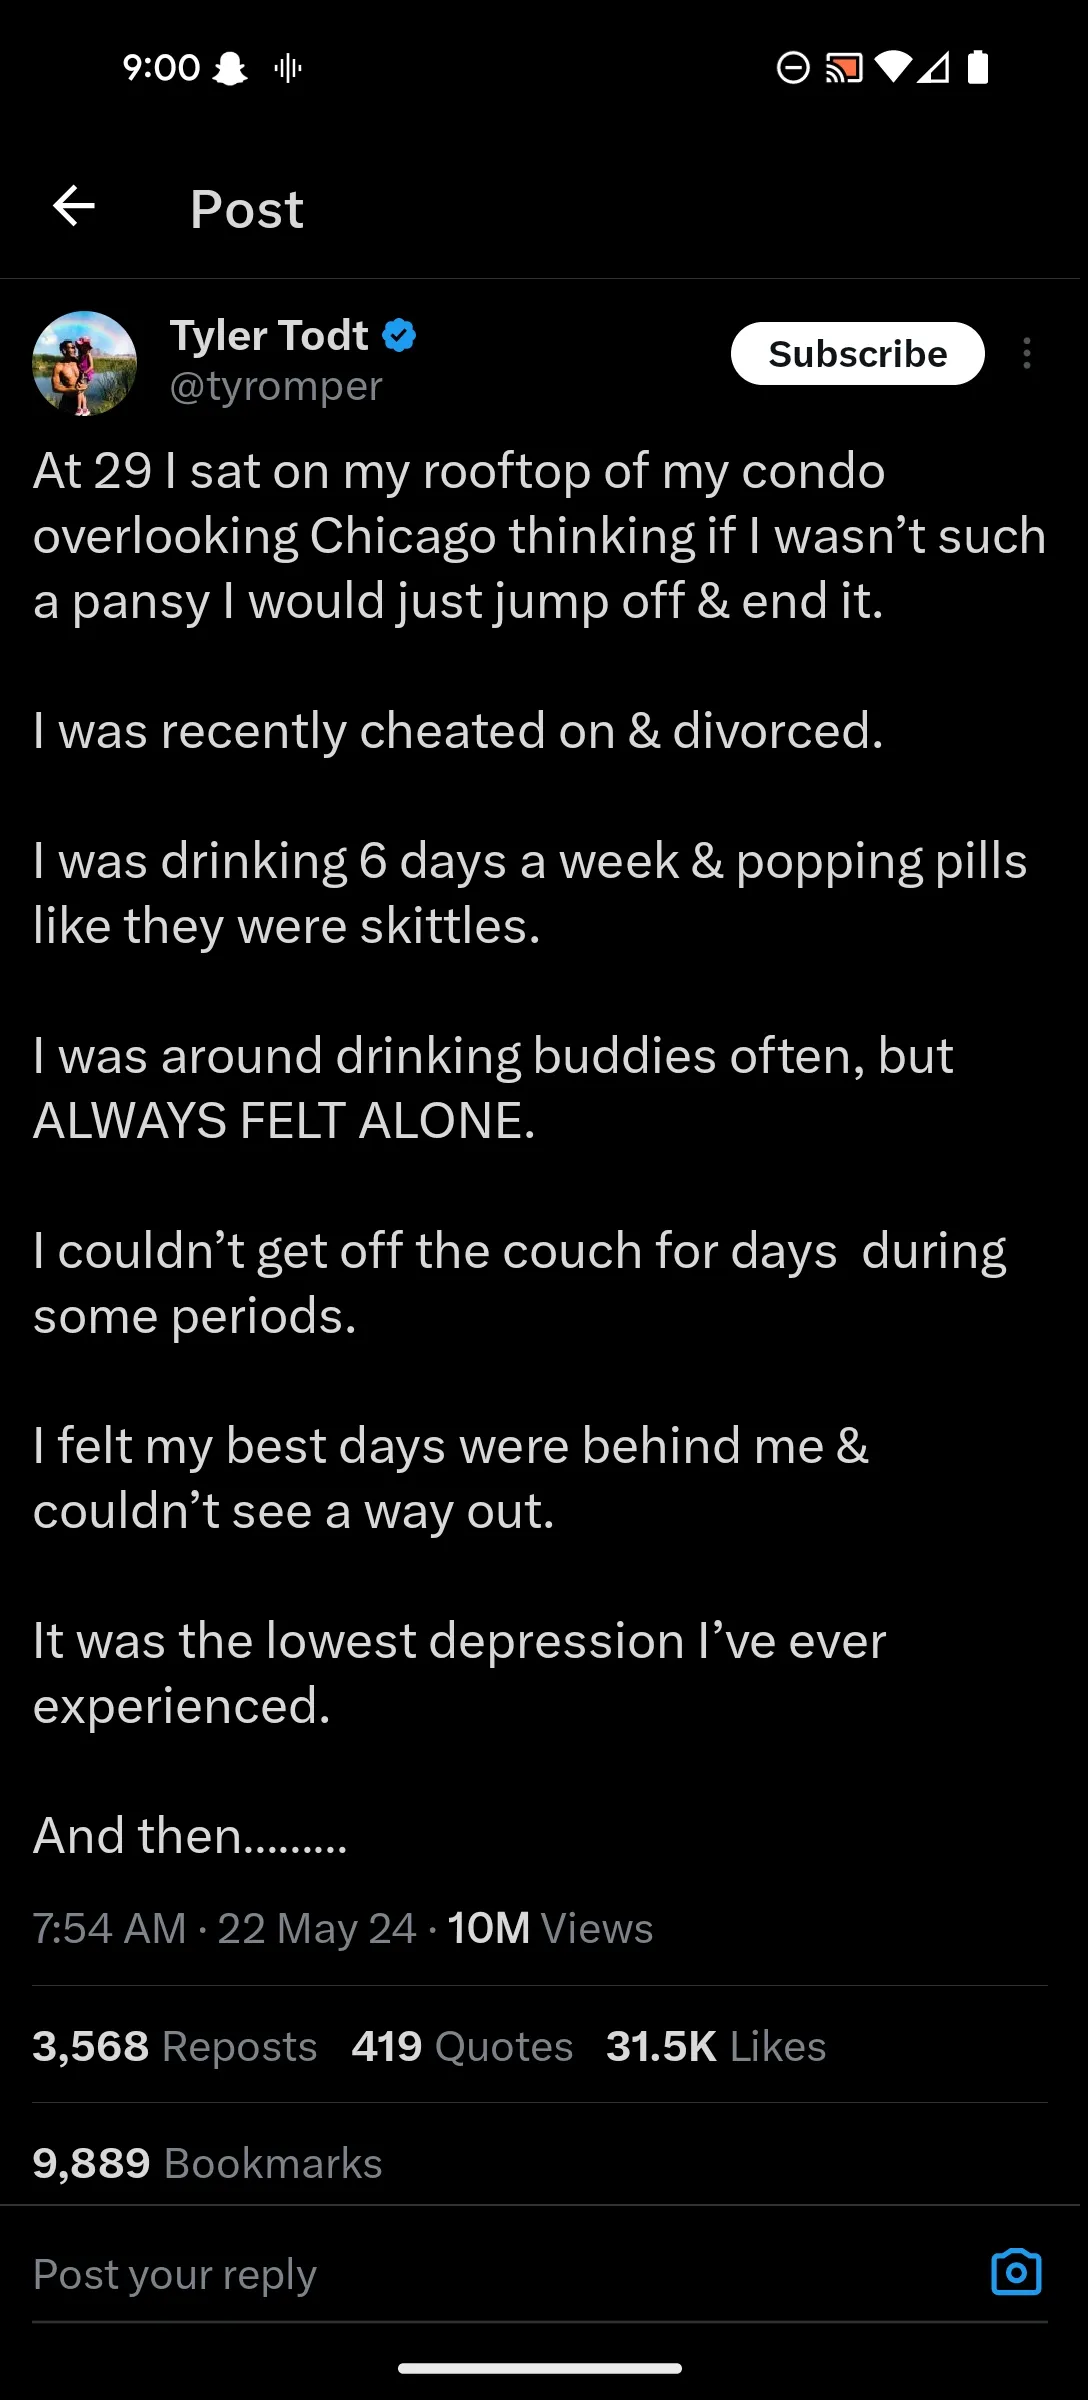 9:00
Post
Tyler Todt
Subscribe
@tyromper
At 29 I sat on my rooftop of my condo
overlooking Chicago thinking if I wasn’t such
a pansy I would just jump off & end it.
I was recently cheated on & divorced.
I was drinking 6 days a week & popping pills
like they were skittles.
I was around drinking buddies often, but
ALWAYS FELT ALONE.
I couldn’t get off the couch for days  during
some periods.
I felt my best days were behind me &
couldn’t see a way out.
It was the lowest depression I’ve ever
experienced.
And then.........
7:54 AM · 22 May 24 · 10M Views
3,568 Reposts 419 Quotes 31.5K Likes
9,889 Bookmarks
Post your reply